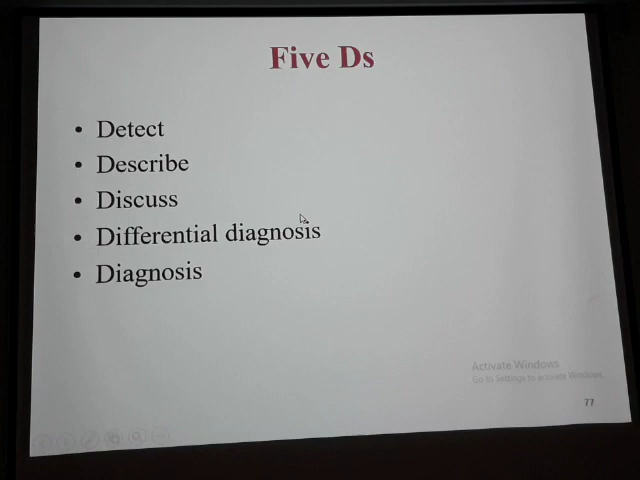 Five Ds
• Detect
• Describe
• Discuss
• Differential diagnosis
• Diagnosis
Activate Windows
Go to Settings to activate Windows.
77